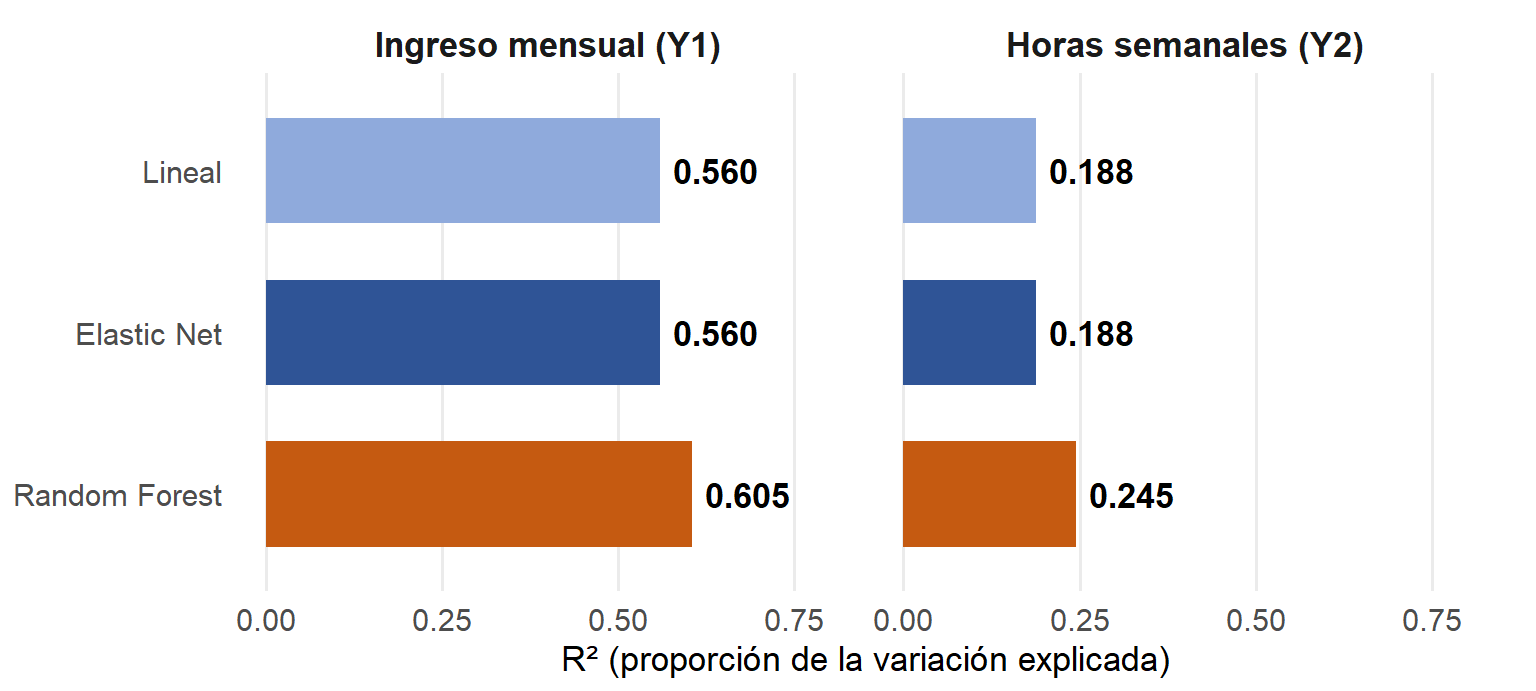 Ingreso mensual (Y1)
Horas semanales (Y2)
Lineal
0.560
0.188
Elastic Net
0.560
0.188
Random Forest
0.605
0.245
0.00 0.25 0.50 0.75
0.00 0.25 0.50 0.75
R² (proporción de la variación explicada)